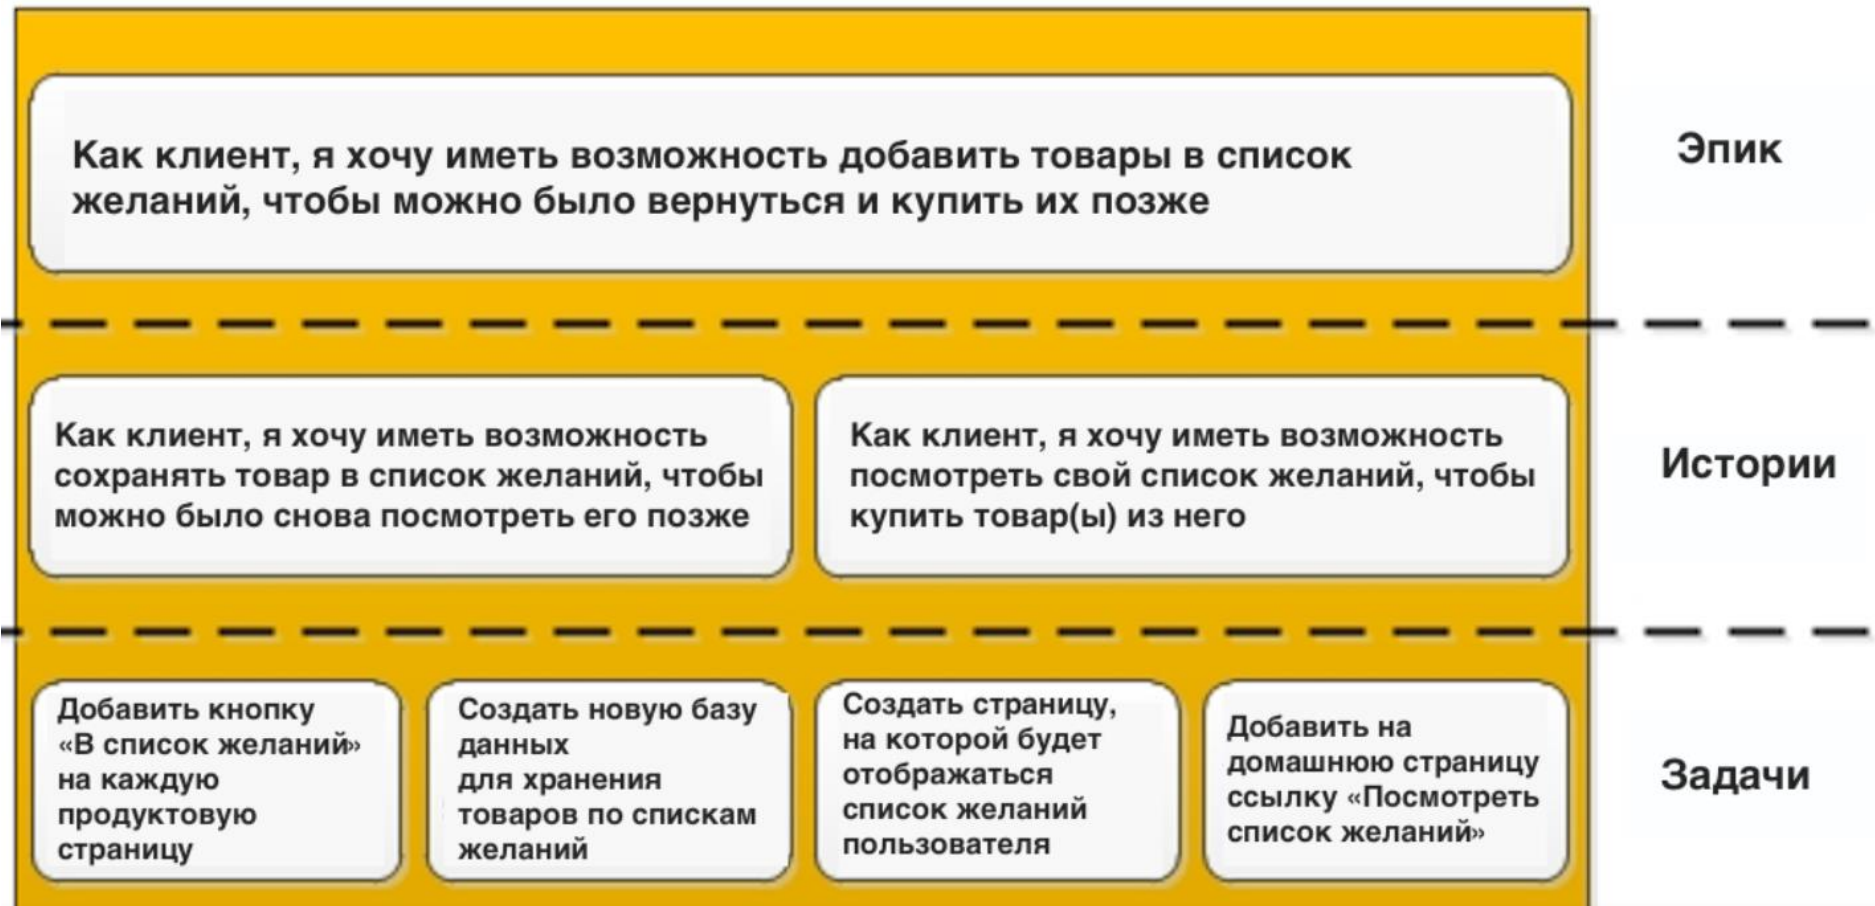 Как клиент, я хочу иметь возможность добавить товары в список
желаний, чтобы можно было вернуться и купить их позже
Эпик
Как клиент, я хочу иметь возможность
сохранять товар в список желаний, чтобы
можно было снова посмотреть его позже
Как клиент, я хочу иметь возможность
посмотреть свой список желаний, чтобы
купить товар(ы) из него
Истории
Добавить кнопку
«В список желаний»
на каждую
продуктовую
страницу
Создать новую базу
данных
для хранения
товаров по спискам
желаний
Создать страницу,
на которой будет
отображаться
список желаний
пользователя
Добавить на
домашнюю страницу
ссылку «Посмотреть
список желаний»
Задачи